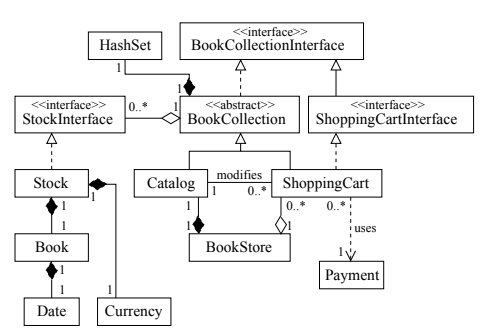 <<interface>>
HashSet
BookCollectionInterface
1
1
<<interface>>
0..*
1
<<abstract>>
<<interface>>
StockInterface
BookCollection
ShoppingCartInterface
Stock
1
Catalog
modifies
1
0..*
ShoppingCart
1
1
0..*
0..*
1
Book
1
BookStore
1
uses
1
1
1
1
Payment
Date
Currency